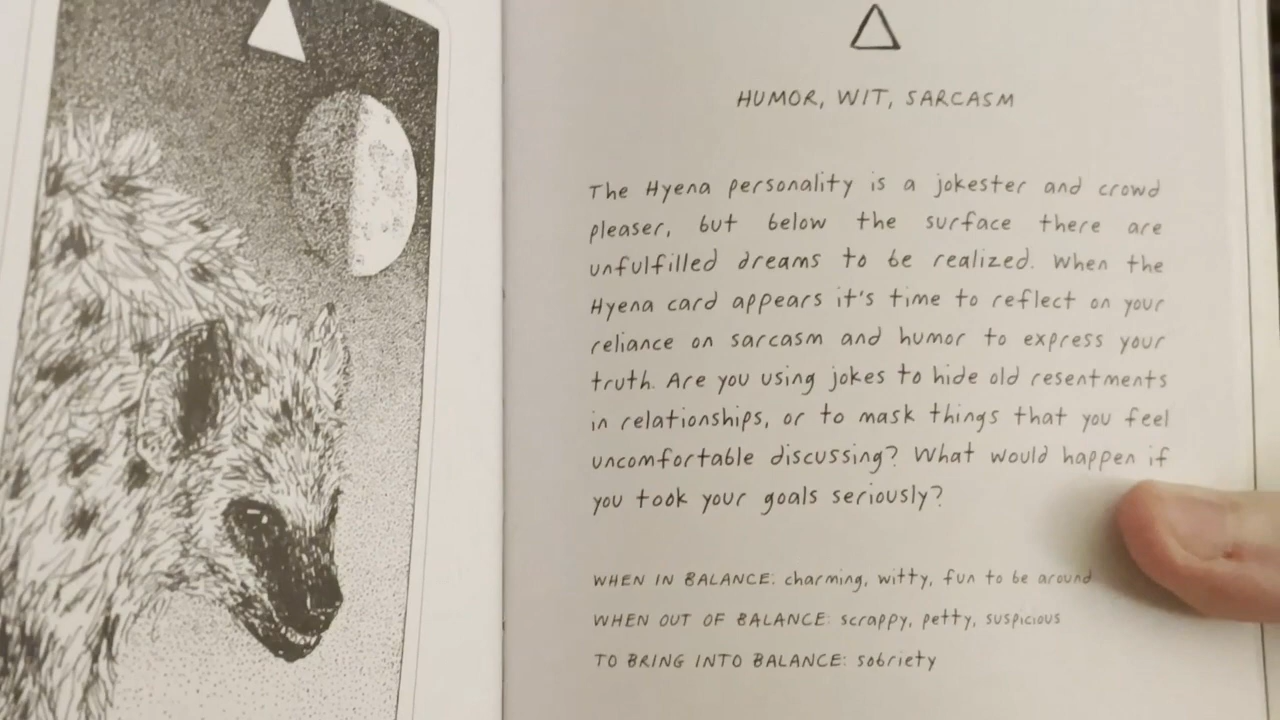 HUMOR, WIT, SARCASM
The Hyena personality is a jokester and crowd
pleaser, but below the surface there are
unfulfilled dreams to be realized. When the
Hyena card appears it's time to reflect on your
reliance on sarcasm and humor to express your
truth. Are you using jokes to hide old resentments
in relationships, or to mask things that you feel
uncomfortable discussing? What would happen if
you took your goals seriously?
WHEN IN BALANCE: charming, witty, fun to be around
WHEN OUT OF BALANCE: scrappy, petty, suspicious
TO BRING INTO BALANCE: sobriety